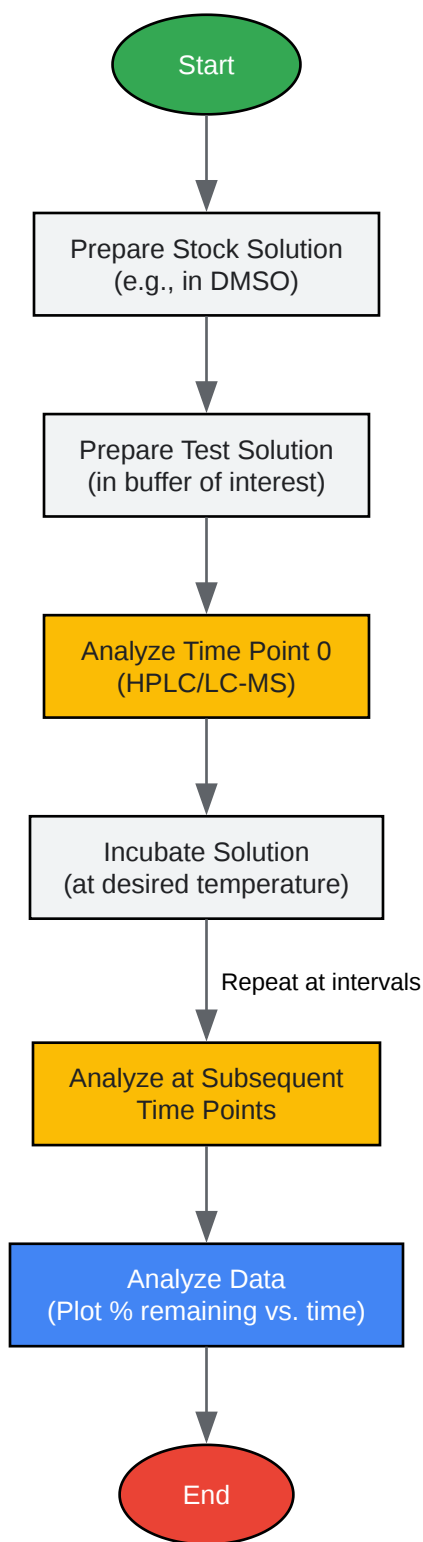 Start
Prepare Stock Solution
(e.g., in DMSO)
Prepare Test Solution
(in buffer of interest)
Analyze Time Point 0
(HPLC/LC-MS)
Incubate Solution
(at desired temperature)
Repeat at intervals
Analyze at Subsequent
Time Points
Analyze Data
(Plot % remaining vs. time)
End